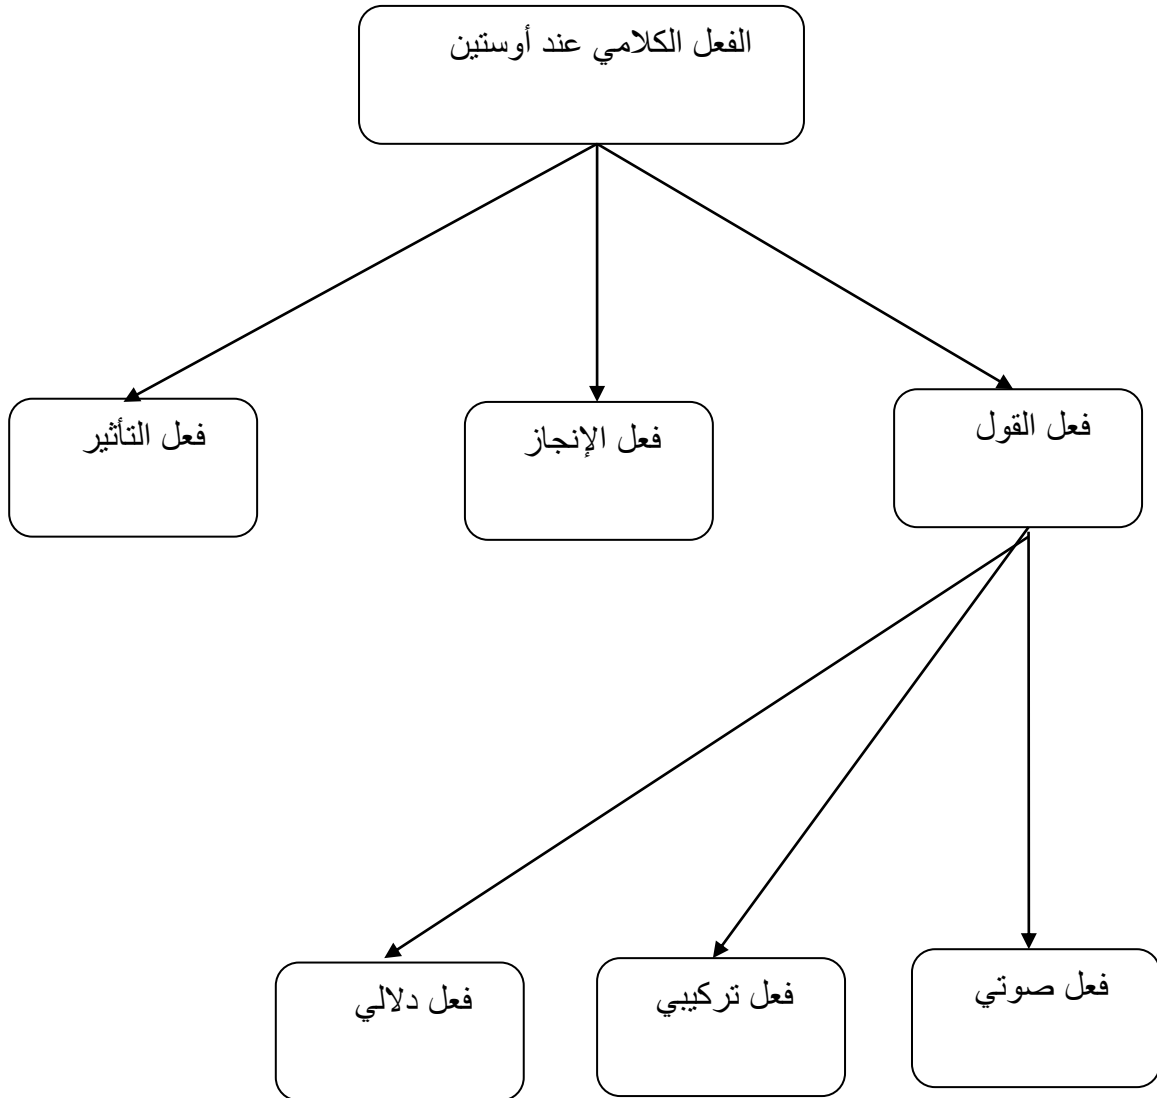 الفعل الكلامي عند أوستين
فعل القول
فعل الإنجاز
فعل التأثير
فعل صوتي
فعل تركيبي
فعل دلالي